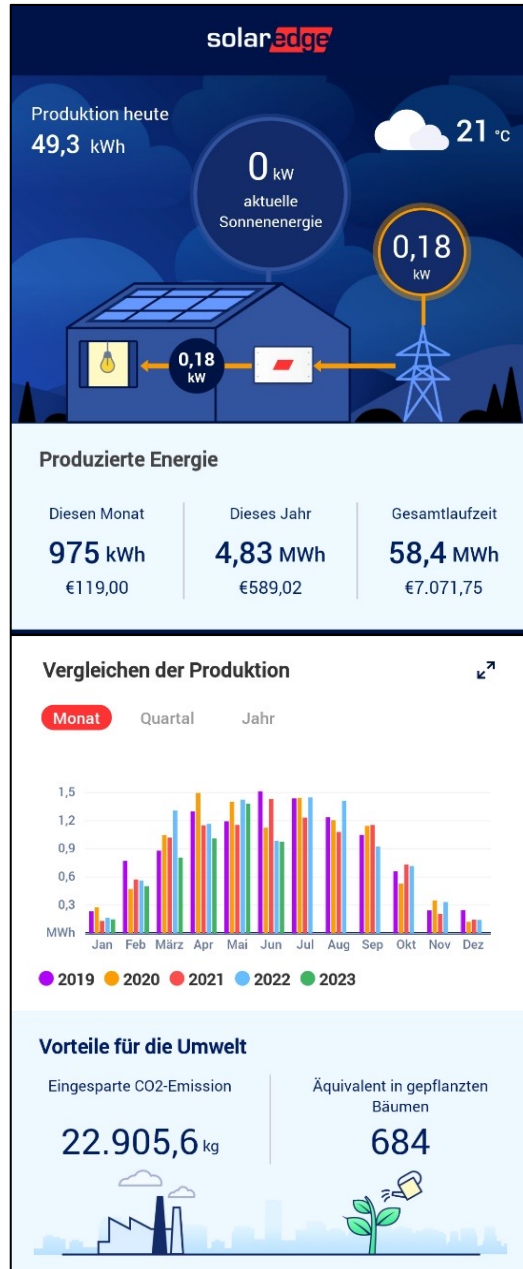 solaredge
Produktion heute
49,3 kWh
21 °C
0 kW
aktuelle
Sonnenenergie
0,18
kW
0,18
kW
Produzierte Energie
Diesen Monat
975 kWh
€119,00
Dieses Jahr
4,83 MWh
€589,02
Gesamtlaufzeit
58,4 MWh
€7.071,75
Vergleichen der Produktion
Monat Quartal Jahr
1,5
1,2
0,9
0,6
0,3
MWh
Jan Feb März Apr Mai Jun Jul Aug Sep Okt Nov Dez
2019 2020 2021 2022 2023
Vorteile für die Umwelt
Eingesparte CO2-Emission
22.905,6 kg
Äquivalent in gepflanzten
Bäumen
684